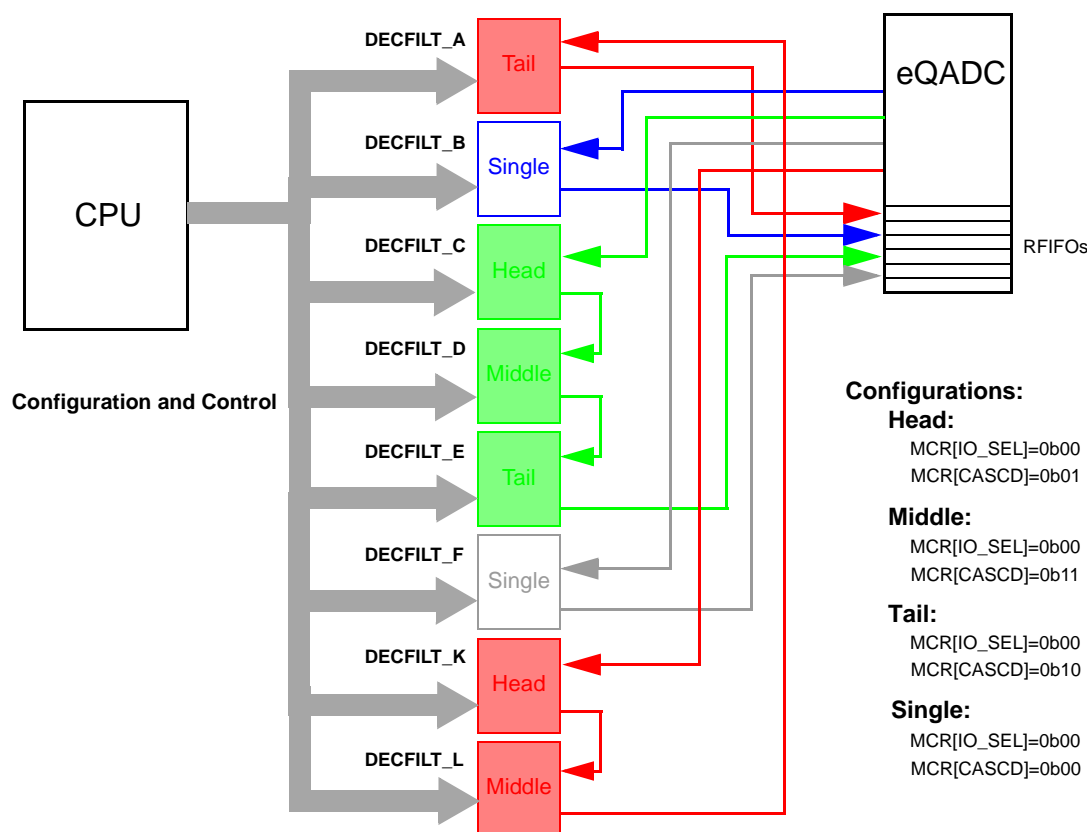 DECFILT_A
Tail
eQADC
DECFILT_B
Single
CPU
DECFILT_C
Head
RFIFOs
DECFILT_D
Middle
Configuration and Control
DECFILT_E
Tail
DECFILT_F
Single
DECFILT_K
Head
DECFILT_L
Middle
Configurations:
Head:
MCR[IO_SEL]=0b00
MCR[CASCD]=0b01
Middle:
MCR[IO_SEL]=0b00
MCR[CASCD]=0b11
Tail:
MCR[IO_SEL]=0b00
MCR[CASCD]=0b10
Single:
MCR[IO_SEL]=0b00
MCR[CASCD]=0b00